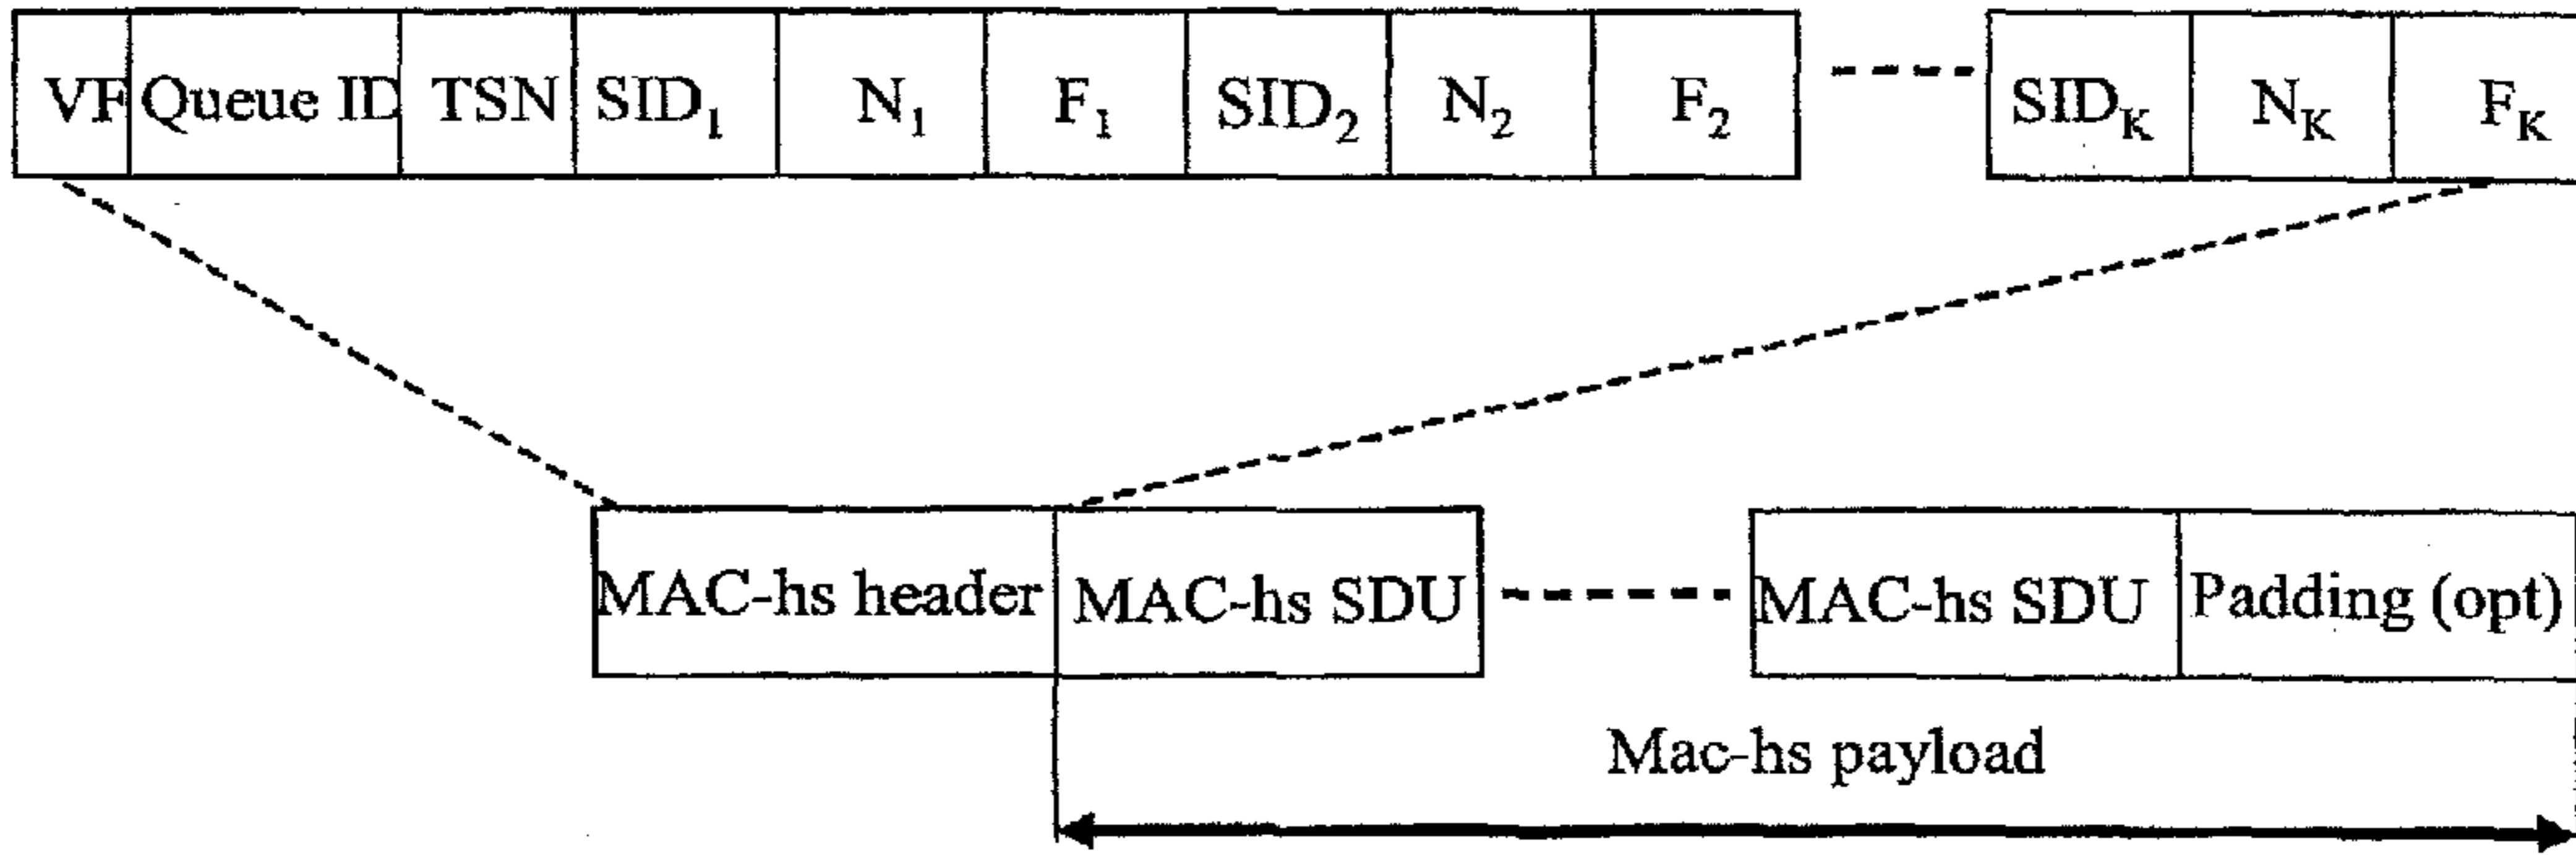 VF Queue ID TSN SID₁ N₁ F₁ SID₂ N₂ F₂ SIDK NK FK
MAC-hs header MAC-hs SDU MAC-hs SDU Padding (opt)
Mac-hs payload